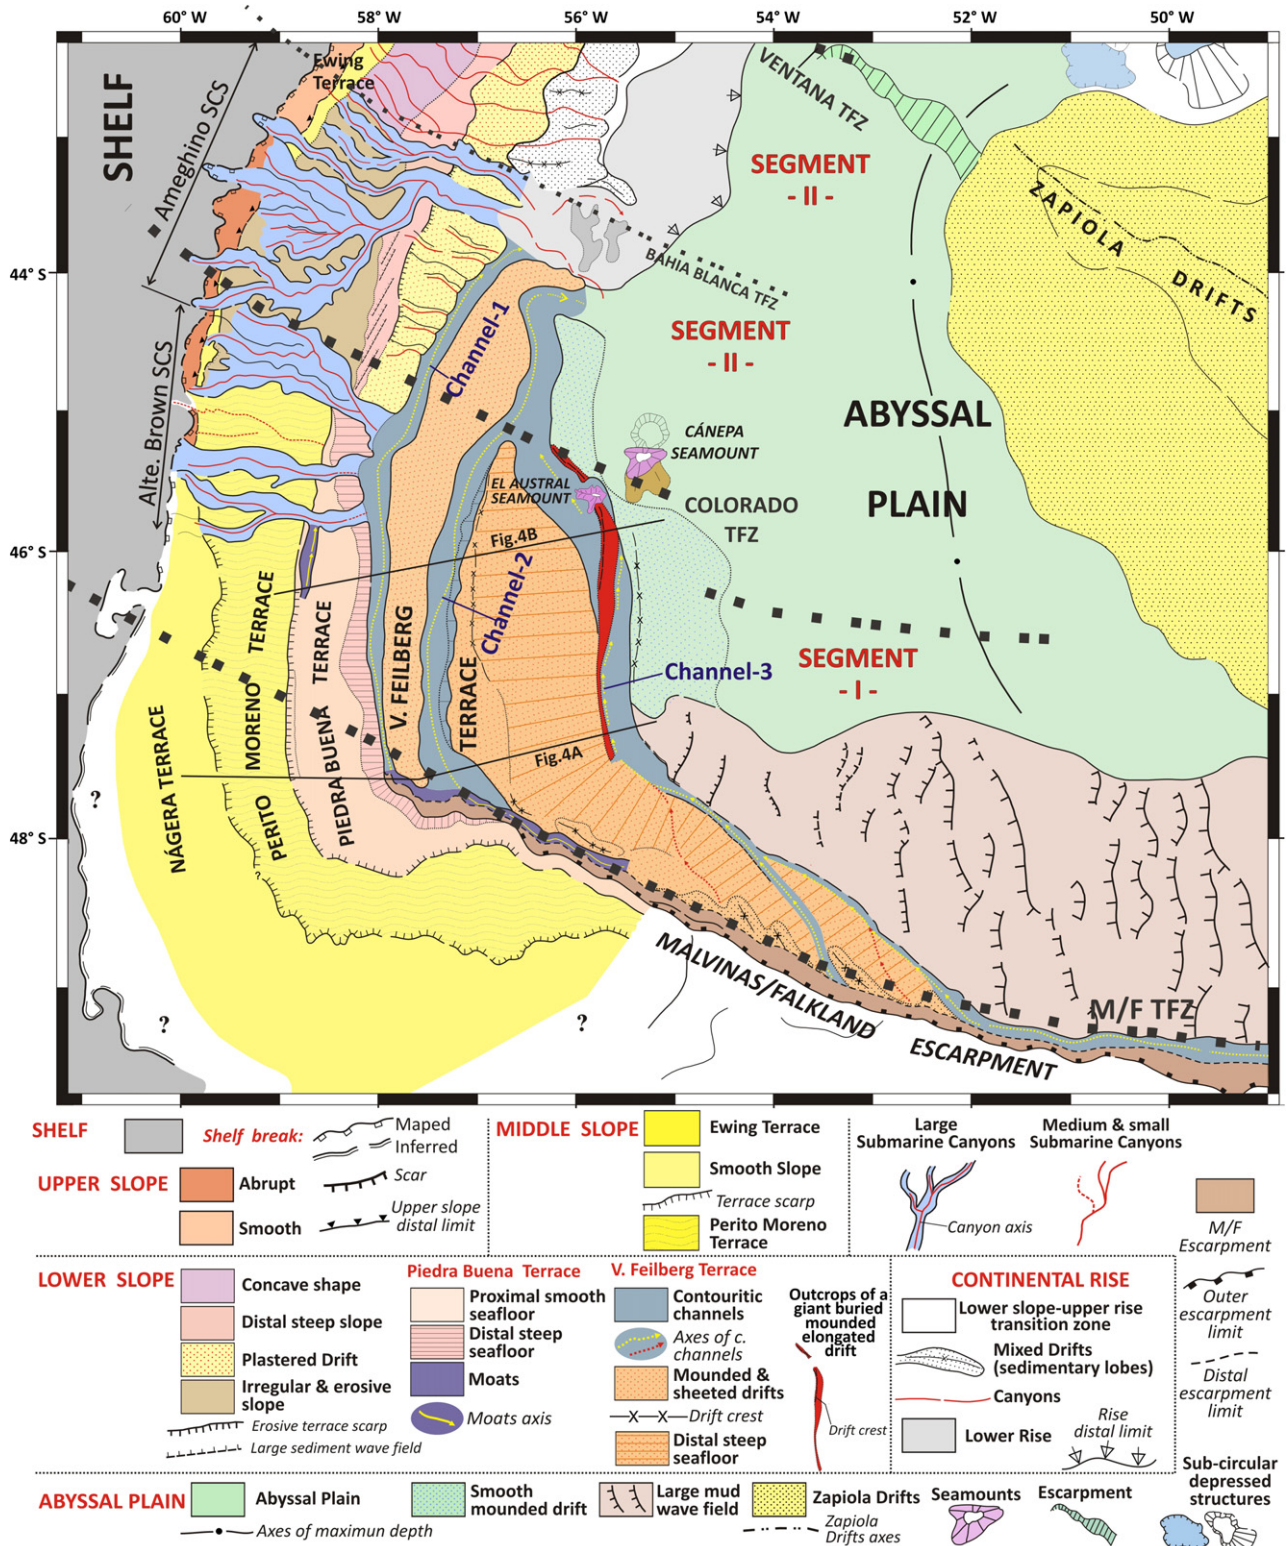 60° W
58° W
56° W
54° W
52° W
50° W
44° S
46° S
48° S
SHELF
Ameghino SCS
Alte. Brown SCS
Ewing
Terrace
VENTANA TFZ
SEGMENT
- II -
BAHIA BLANCA TFZ
ZAPIOLA DRIFTS
SEGMENT
- II -
Channel-1
ABYSSAL
PLAIN
CÁNEPA
SEAMOUNT
EL AUSTRAL
SEAMOUNT
COLORADO
TFZ
Fig.4B
Channel-2
V. FEILBERG
TERRACE
Channel-3
SEGMENT
- I -
Fig.4A
NÁGERA TERRACE
PERITO MORENO TERRACE
PIEDRA BUENA TERRACE
?
?
?
MALVINAS/FALKLAND
ESCARPMENT
M/F TFZ
SHELF
Shelf break:
Maped
Inferred
UPPER SLOPE
Abrupt
Smooth
Scar
Upper slope
distal limit
MIDDLE SLOPE
Ewing Terrace
Smooth Slope
Terrace scarp
Perito Moreno
Terrace
Large
Submarine Canyons
Canyon axis
Medium & small
Submarine Canyons
M/F
Escarpment
Outer
escarpment
limit
Distal
escarpment
limit
LOWER SLOPE
Concave shape
Distal steep slope
Plastered Drift
Irregular & erosive
slope
Erosive terrace scarp
Large sediment wave field
Piedra Buena Terrace
Proximal smooth
seafloor
Distal steep
seafloor
Moats
Moats axis
V. Feilberg Terrace
Contouritic
channels
Axes of c.
channels
Mounded &
sheeted drifts
Drift crest
Distal steep
seafloor
Outcrops of a
giant buried
mounded
elongated
drift
Drift crest
CONTINENTAL RISE
Lower slope-upper rise
transition zone
Mixed Drifts
(sedimentary lobes)
Canyons
Lower Rise
Rise
distal limit
ABYSSAL PLAIN
Abyssal Plain
Axes of maximun depth
Smooth
mounded drift
Large mud
wave field
Zapiola Drifts
Zapiola
Drifts axes
Seamounts
Escarpment
Sub-circular
depressed
structures